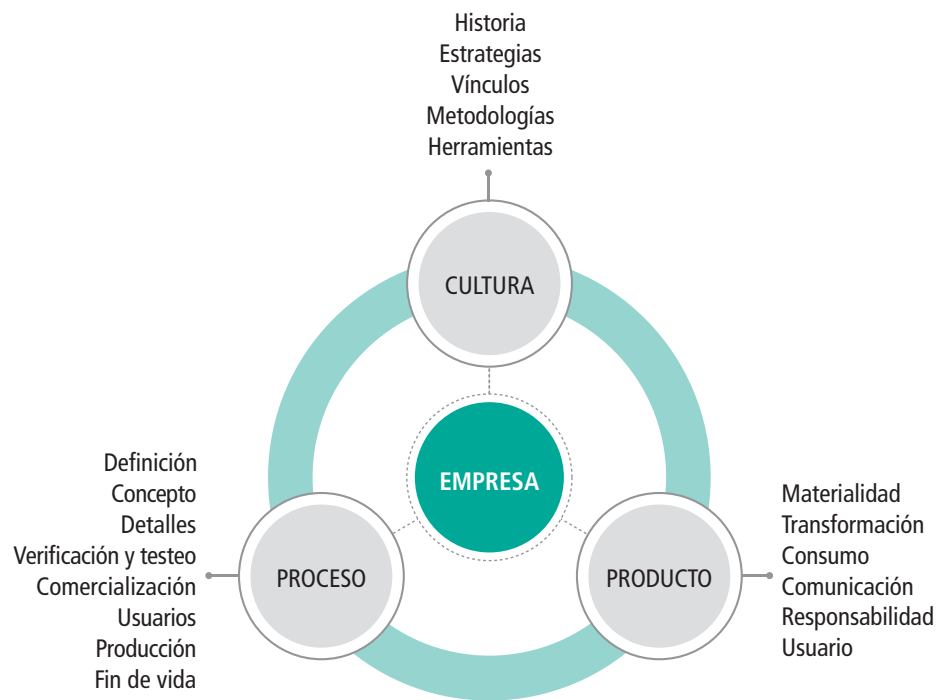 Historia
Estrategias
Vínculos
Metodologías
Herramientas
CULTURA
EMPRESA
Definición
Concepto
Detalles
Verificación y testeo
Comercialización
Usuarios
Producción
Fin de vida
PROCESO
PRODUCTO
Materialidad
Transformación
Consumo
Comunicación
Responsabilidad
Usuario